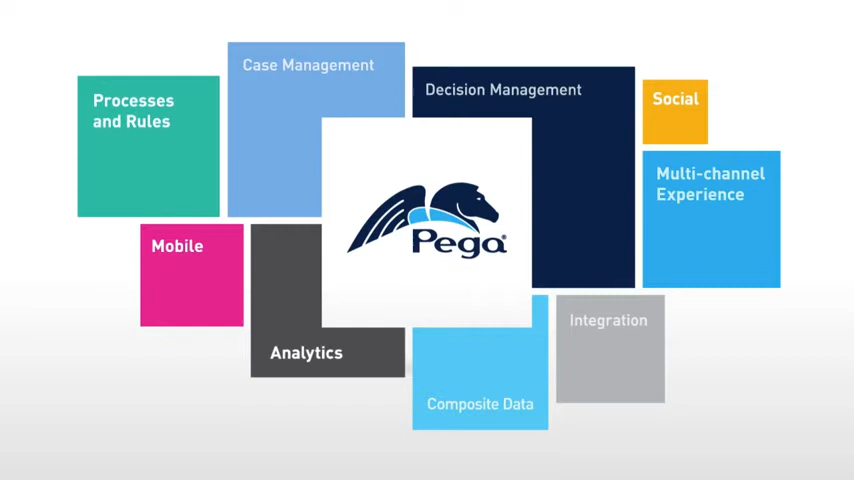 Case Management
Decision Management
Processes
and Rules
Social
Multi-channel
Experience
Mobile
Pega®
Integration
Analytics
Composite Data